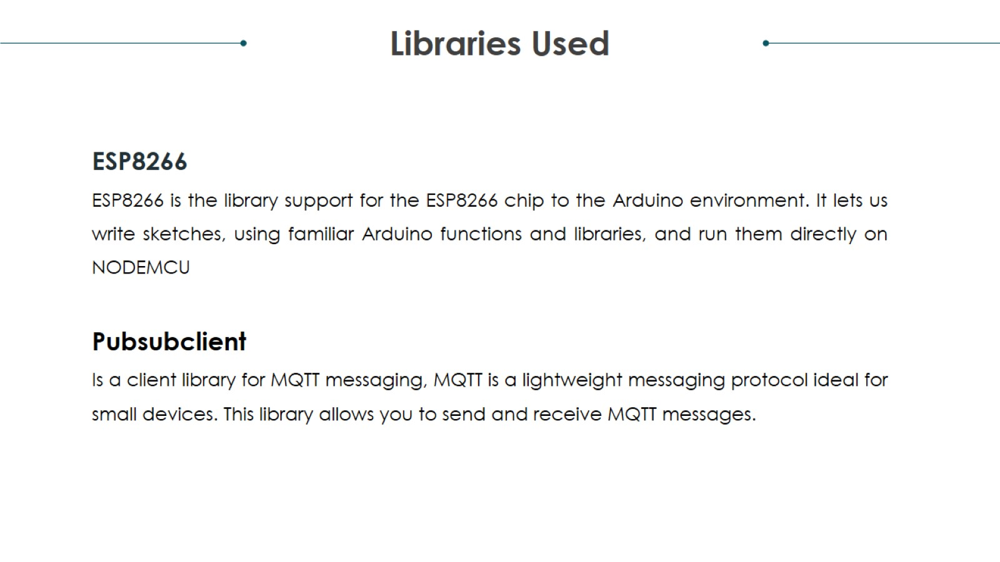 Libraries Used
ESP8266
ESP8266 is the library support for the ESP8266 chip to the Arduino environment. It lets us
write sketches, using familiar Arduino functions and libraries, and run them directly on
NODEMCU
Pubsubclient
Is a client library for MQTT messaging, MQTT is a lightweight messaging protocol ideal for
small devices. This library allows you to send and receive MQTT messages.